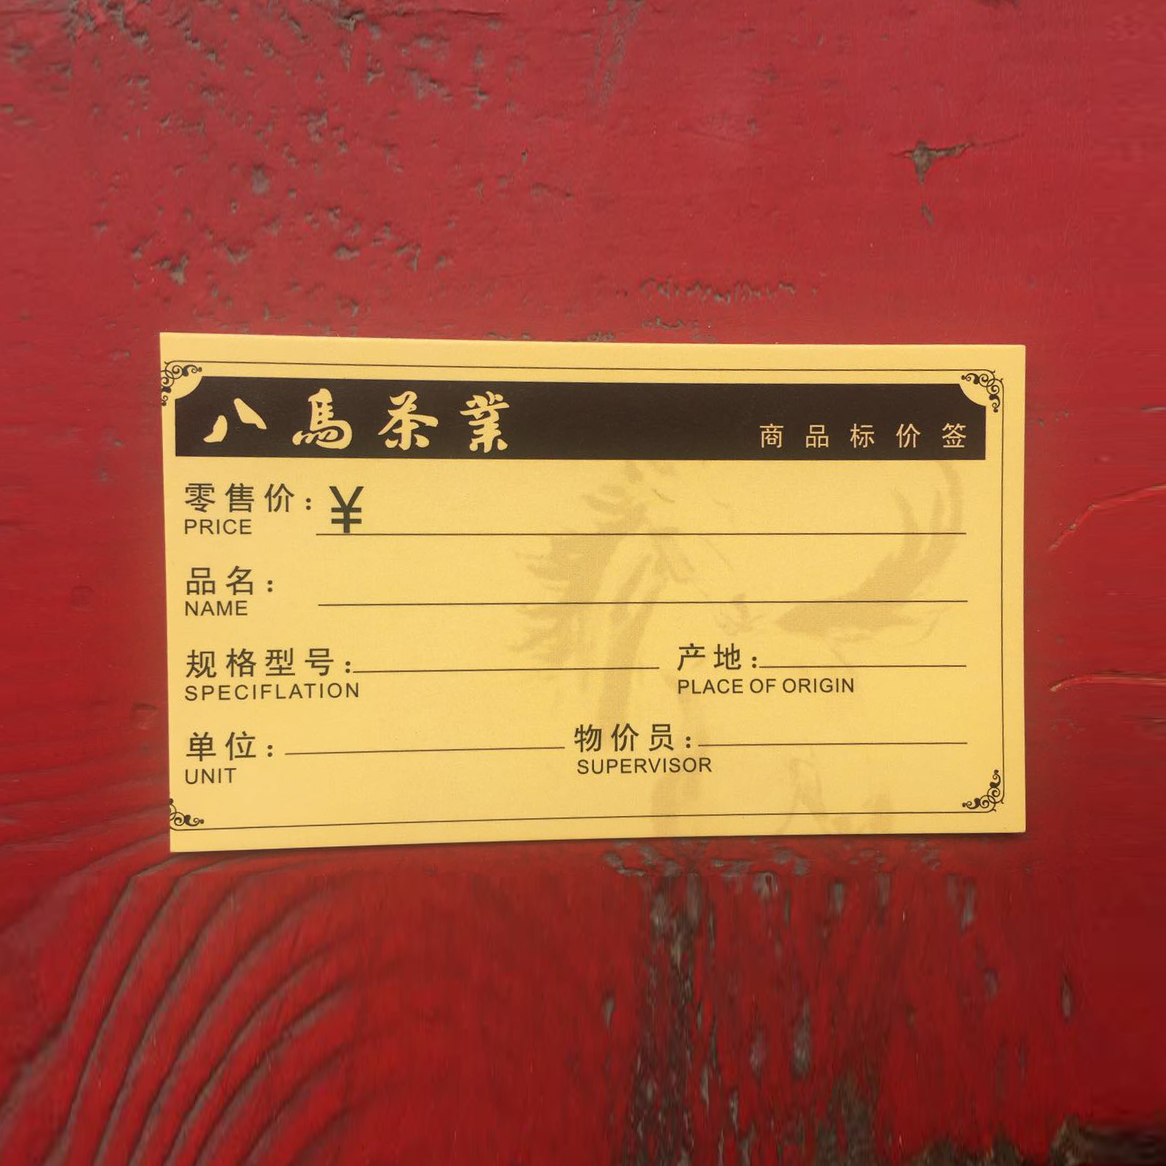 八馬茶業 商品标价签
零售价：¥
PRICE
品名：
NAME
规格型号： 产地：
SPECIFLATION PLACE OF ORIGIN
单位： 物价员：
UNIT SUPERVISOR